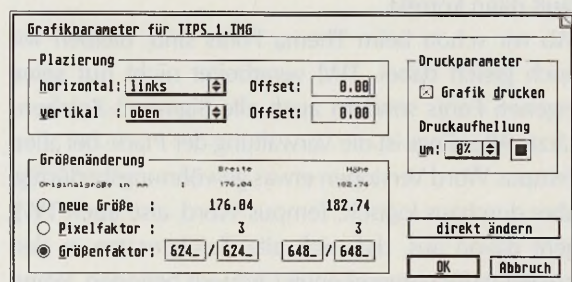 Grafikparameter für TIPS_1.IMG
Plazierung
horizontal: links Offset: 0.00
vertikal : oben Offset: 0.00
Druckparameter
Grafik drucken
Druckaufhellung
um: 0%
Größenänderung
Breite Höhe
Originalgröße in mm 176.04 182.74
neue Größe : 176.04 182.74
Pixelfaktor : 3 3
Größenfaktor: 624_/624_ 648_/648_
direkt ändern
OK Abbruch